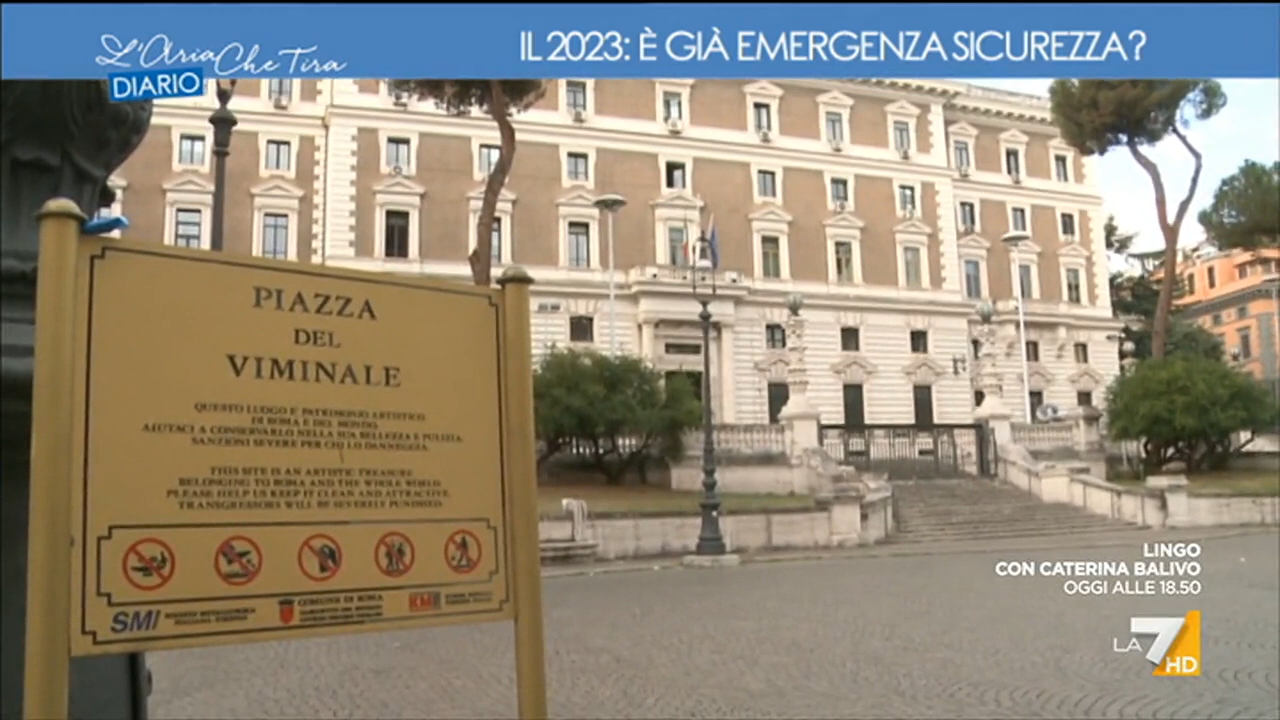 L'Aria Che Tira
DIARIO
IL 2023: È GIÀ EMERGENZA SICUREZZA?
PIAZZA
DEL
VIMINALE
QUESTO LUOGO E PATRIMONIO ARTISTICO
DI ROMA E DEL MONDO.
AIUTACI A CONSERVARLO NELLA SUA BELLEZZA E PULIZIA.
SANZIONI SEVERE PER CHI LO DANNEGGIA.
THIS SITE IS AN ARTISTIC TREASURE
BELONGING TO ROMA AND THE WHOLE WORLD
PLEASE HELP US KEEP IT CLEAN AND ATTRACTIVE.
TRANSGRESSORS WILL BE SEVERELY PUNISHED.
SMI
COMUNE DI ROMA
LINGO
CON CATERINA BALIVO
OGGI ALLE 18.50
LA 7 HD